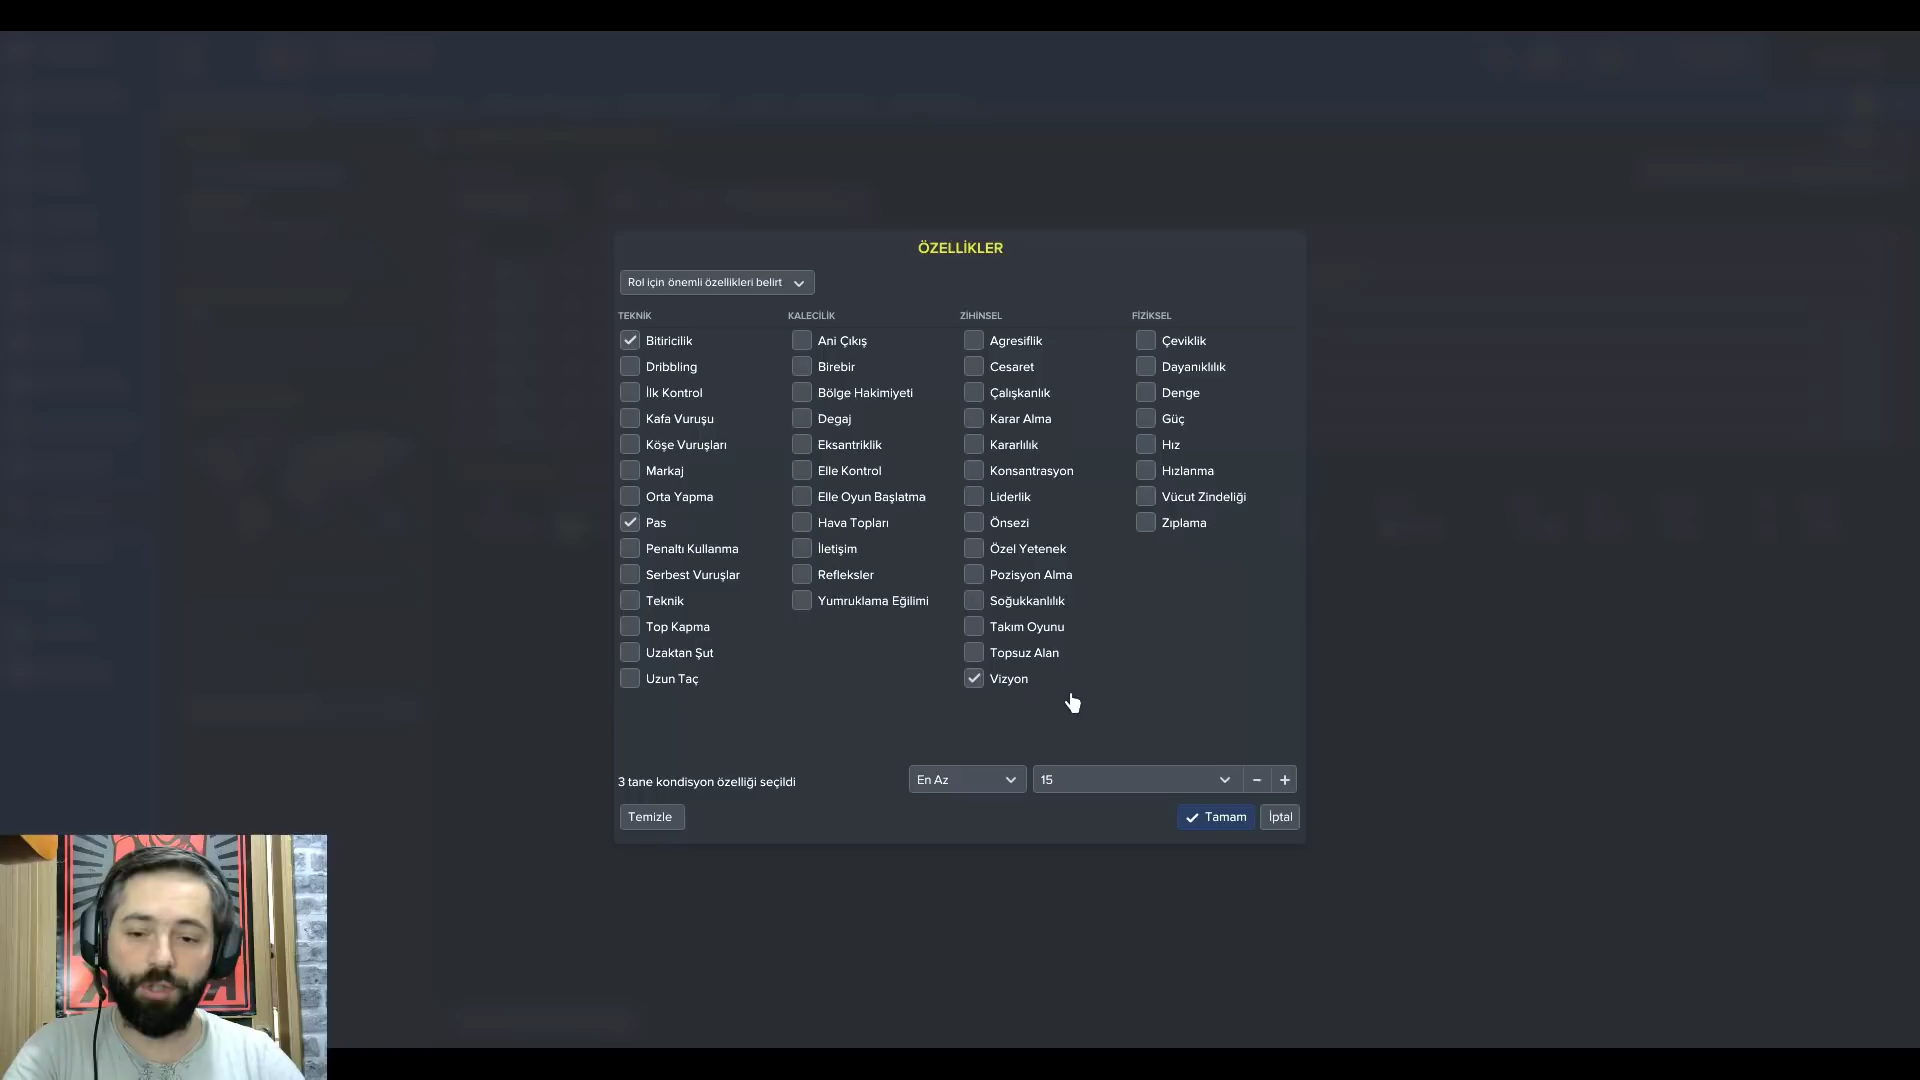 ÖZELLİKLER
Rol için önemli özellikleri belirt
TEKNİK
Bitiricilik
Dribbling
İlk Kontrol
Kafa Vuruşu
Köşe Vuruşları
Markaj
Orta Yapma
Pas
Penaltı Kullanma
Serbest Vuruşlar
Teknik
Top Kapma
Uzaktan Şut
Uzun Taç
KALECİLİK
Ani Çıkış
Birebir
Bölge Hakimiyeti
Degaj
Eksantriklik
Elle Kontrol
Elle Oyun Başlatma
Hava Topları
İletişim
Refleksler
Yumruklama Eğilimi
ZİHİNSEL
Agresiflik
Cesaret
Çalışkanlık
Karar Alma
Kararlılık
Konsantrasyon
Liderlik
Önsezi
Özel Yetenek
Pozisyon Alma
Soğukkanlılık
Takım Oyunu
Topsuz Alan
Vizyon
FİZİKSEL
Çeviklik
Dayanıklılık
Denge
Güç
Hız
Hızlanma
Vücut Zindeliği
Zıplama
3 tane kondisyon özelliği seçildi
En Az
15
Temizle
Tamam
İptal